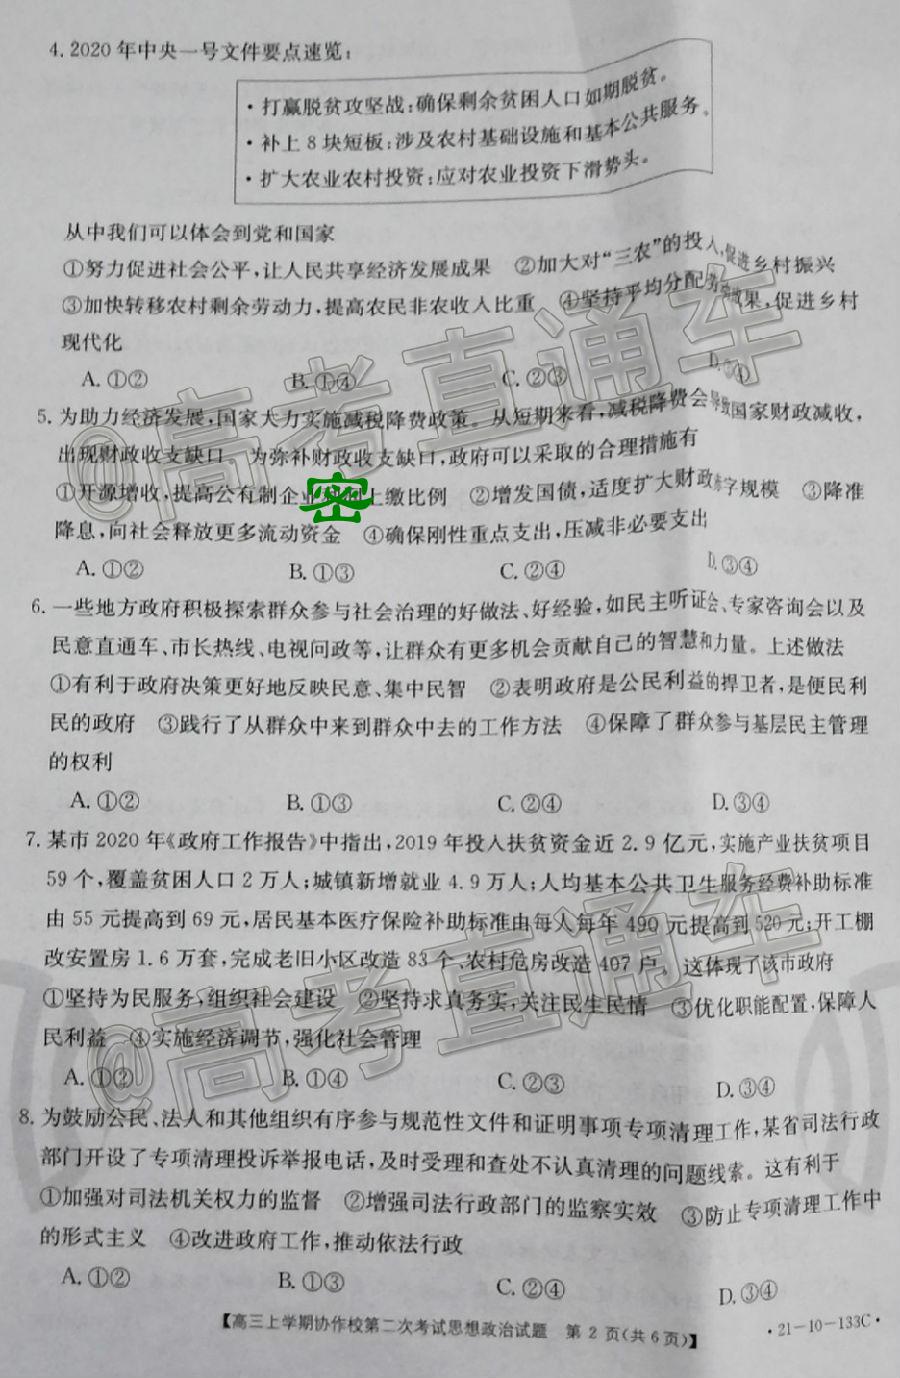 4. 2020年中央一号文件要点速览：
·打赢脱贫攻坚战：确保剩余贫困人口如期脱贫。
·补上8块短板：涉及农村基础设施和基本公共服务。
·扩大农业农村投资：应对农业投资下滑势头。
从中我们可以体会到党和国家
①努力促进社会公平，让人民共享经济发展成果 ②加大对“三农”的投入，促进乡村振兴
③加快转移农村剩余劳动力，提高农民非农收入比重 ④坚持平均分配 果，促进乡村
现代化
A.①② B.①④ C.②③ D.③④
5. 为助力经济发展，国家大力实施减税降费政策。从短期来看，减税降费会导致国家财政减收，
出现财政收支缺口 为弥补财政收支缺口，政府可以采取的合理措施有
①开源增收，提高公有制企业 上缴比例 ②增发国债，适度扩大财政赤字规模 ③降准
降息，向社会释放更多流动资金 ④确保刚性重点支出，压减非必要支出
密
A.①② B.①③ C.②④ D.③④
6. 一些地方政府积极探索群众参与社会治理的好做法、好经验，如民主听证会、专家咨询会以及
民意直通车、市长热线、电视问政等，让群众有更多机会贡献自己的智慧和力量。上述做法
①有利于政府决策更好地反映民意、集中民智 ②表明政府是公民利益的捍卫者，是便民利
民的政府 ③践行了从群众中来到群众中去的工作方法 ④保障了群众参与基层民主管理
的权利
A.①② B.①③ C.②④ D.③④
7. 某市2020年《政府工作报告》中指出，2019年投入扶贫资金近2.9亿元，实施产业扶贫项目
59个，覆盖贫困人口2万人；城镇新增就业4.9万人；人均基本公共卫生服务经费补助标准
由55元提高到69元，居民基本医疗保险补助标准由每人每年490元提高到520元；开工棚
改安置房1.6万套，完成老旧小区改造83个，农村危房改造407户。这体现了该市政府
①坚持为民服务，组织社会建设 ②坚持求真务实，关注民生民情 ③优化职能配置，保障人
民利益 ④实施经济调节，强化社会管理
A.①② B.①④ C.②③ D.③④
8. 为鼓励公民、法人和其他组织有序参与规范性文件和证明事项专项清理工作，某省司法行政
部门开设了专项清理投诉举报电话，及时受理和查处不认真清理的问题线索。这有利于
①加强对司法机关权力的监督 ②增强司法行政部门的监察实效 ③防止专项清理工作中
的形式主义 ④改进政府工作，推动依法行政
A.①② B.①③ C.②④ D.③④
【高三上学期协作校第二次考试思想政治试题 第2页(共6页)】 ·21-10-133C·
@高考直通车
@高考直通车